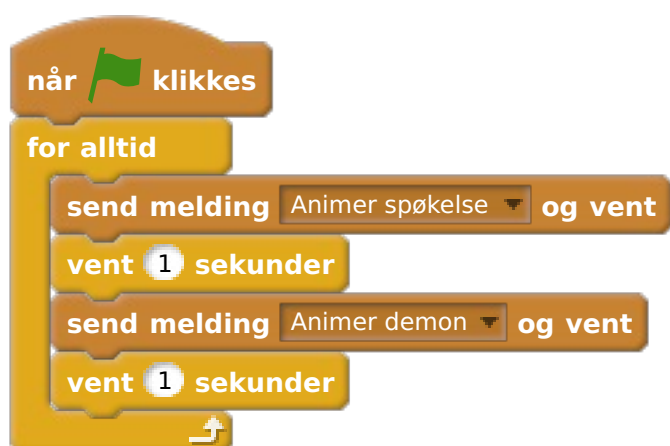 når klikkes
for alltid
send melding Animer spøkelse og vent
vent 1 sekunder
send melding Animer demon og vent
vent 1 sekunder